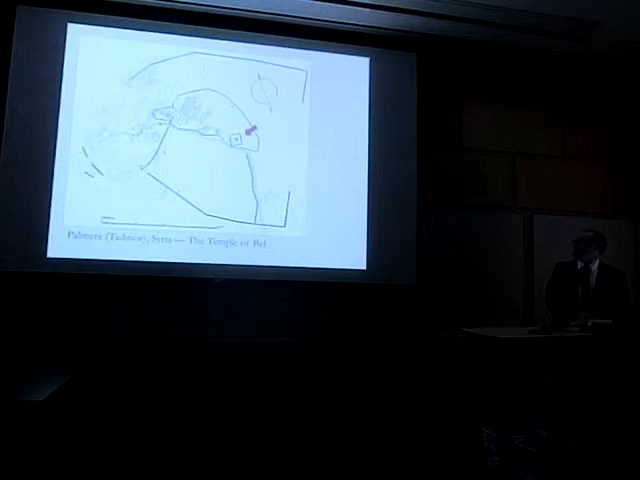 Palmyra (Tadmor), Syria — The Temple of Bel